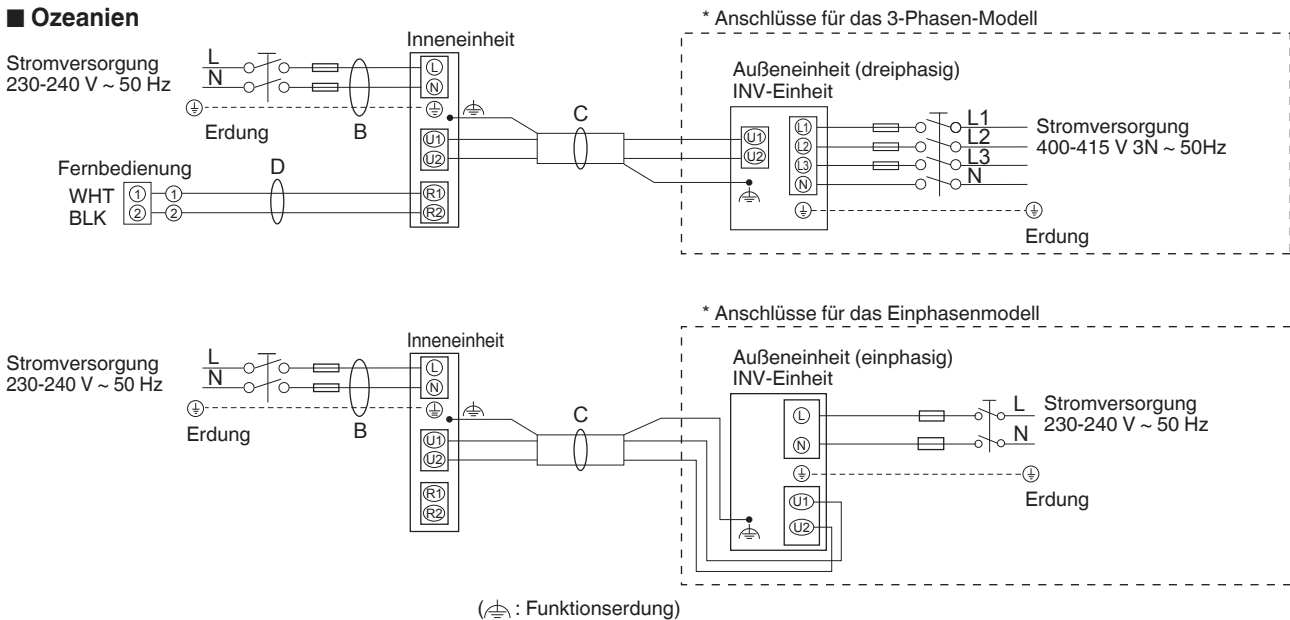 ■ Ozeanien
* Anschlüsse für das 3-Phasen-Modell
Inneneinheit
Stromversorgung
230-240 V ~ 50 Hz
L
N
L
N
Erdung
B
U1
U2
C
Fernbedienung
D
WHT 1 1
BLK 2 2
R1
R2
Außeneinheit (dreiphasig)
INV-Einheit
U1
U2
L1
L2
L3
N
L1
L2
L3
N
Stromversorgung
400-415 V 3N ~ 50Hz
Erdung
* Anschlüsse für das Einphasenmodell
Inneneinheit
Stromversorgung
230-240 V ~ 50 Hz
L
N
L
N
Erdung
B
U1
U2
C
R1
R2
Außeneinheit (einphasig)
INV-Einheit
L
N
L
N
Stromversorgung
230-240 V ~ 50 Hz
Erdung
U1
U2
( : Funktionserdung)